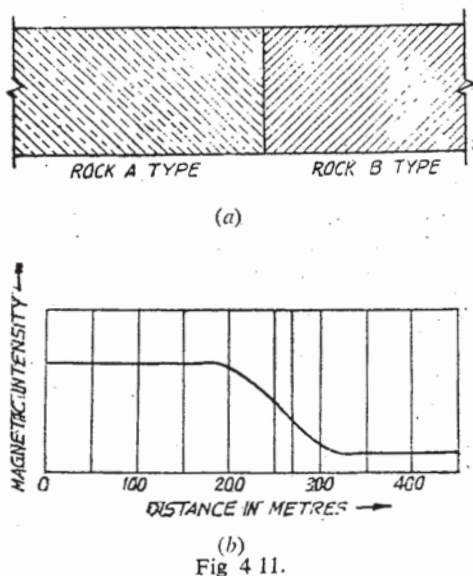 ROCK A TYPE ROCK B TYPE
(a)
MAGNETIC INTENSITY
0 100 200 300 400
DISTANCE IN METRES
(b)
Fig 4 11.